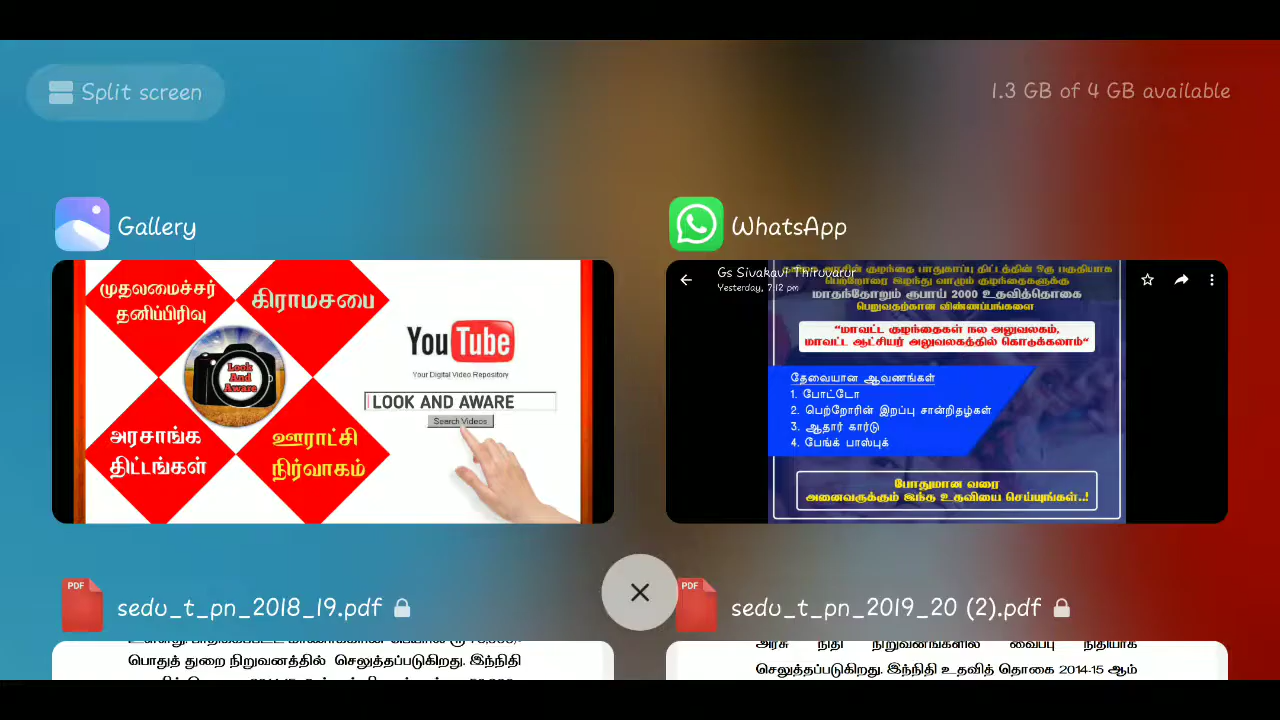 Split screen
1.3 GB of 4 GB available
Gallery
முதலமைச்சர்
தனிப்பிரிவு
கிராமசபை
Look
And
Aware
அரசாங்க
திட்டங்கள்
ஊராட்சி
நிர்வாகம்
YouTube
Your Digital Video Repository
LOOK AND AWARE
Search Videos
WhatsApp
Gs Sivakavi Thiruvarur
Yesterday, 7.12 pm
பெற்றோரை இழந்து வாழும் குழந்தைகளுக்கு
மாதந்தோறும் ரூபாய் 2000 உதவித்தொகை
பெறுவதற்கான விண்ணப்பங்களை
"மாவட்ட குழந்தைகள் நல அலுவலகம்,
மாவட்ட ஆட்சியர் அலுவலகத்தில் கொடுக்கலாம்"
தேவையான ஆவணங்கள்
1. போட்டோ
2. பெற்றோரின் இறப்பு சான்றிதழ்கள்
3. ஆதார் கார்டு
4. பேங்க் பாஸ்புக்
போதுமான வரை
அனைவருக்கும் இந்த உதவியை செய்யுங்கள்..!
PDF
sedu_t_pn_2018_19.pdf
பொதுத் துறை நிறுவனத்தில் செலுத்தப்படுகிறது. இந்நிதி
PDF
sedu_t_pn_2019_20 (2).pdf
அரசு நிதி நிறுவனங்களில் வைப்பு நிதியாக
செலுத்தப்படுகிறது. இந்நிதி உதவித் தொகை 2014-15 ஆம்